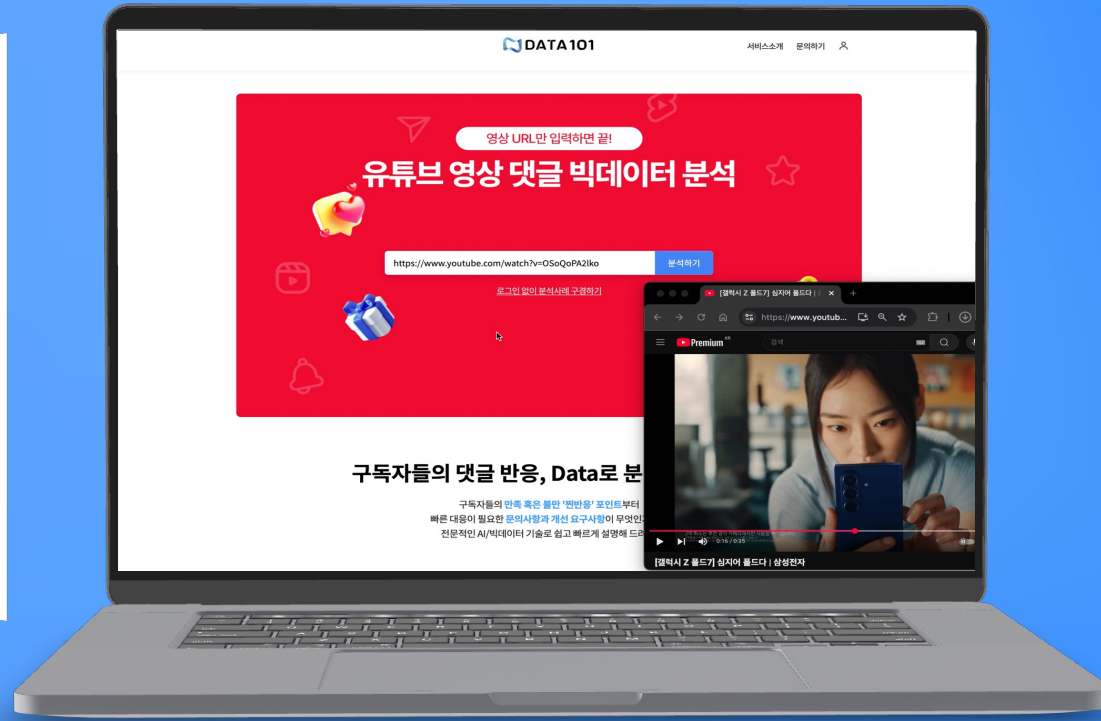 DATA101
서비스소개 문의하기
영상 URL만 입력하면 끝!
유튜브 영상 댓글 빅데이터 분석
https://www.youtube.com/watch?v=OSoQoPA2lko
분석하기
로그인 없이 분석사례 구경하기
구독자들의 댓글 반응, Data로 분
구독자들의 만족 혹은 불만 '찐반응' 포인트부터
빠른 대응이 필요한 문의사항과 개선 요구사항이 무엇인
전문적인 AI/빅데이터 기술로 쉽고 빠르게 설명해 드
[갤럭시 Z 폴드7] 심지어 폴드다 |
https://www.youtub...
Premium KR
검색
0:16 / 0:35
[갤럭시 Z 폴드7] 심지어 폴드다 | 삼성전자